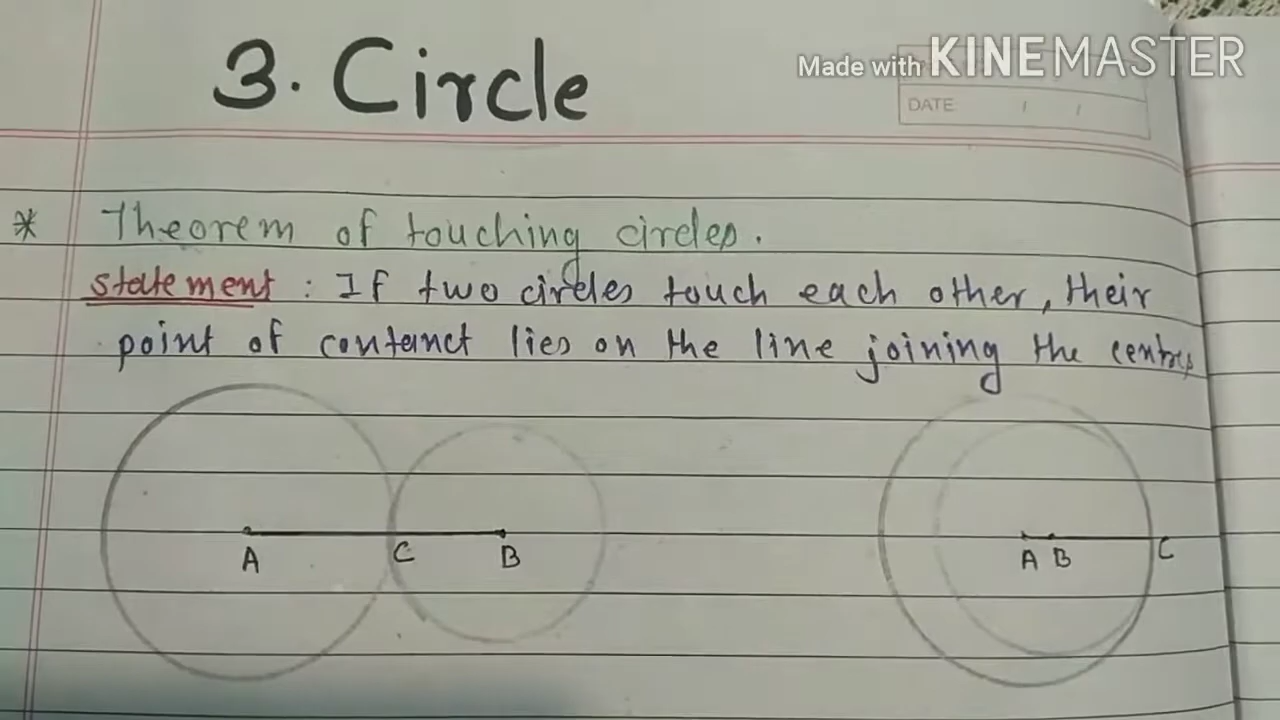 3. Circle
Made with KINEMASTER
DATE / /
* Theorem of touching circles.
statement : If two circles touch each other, their
point of contanct lies on the line joining the centres
A C B
A B C